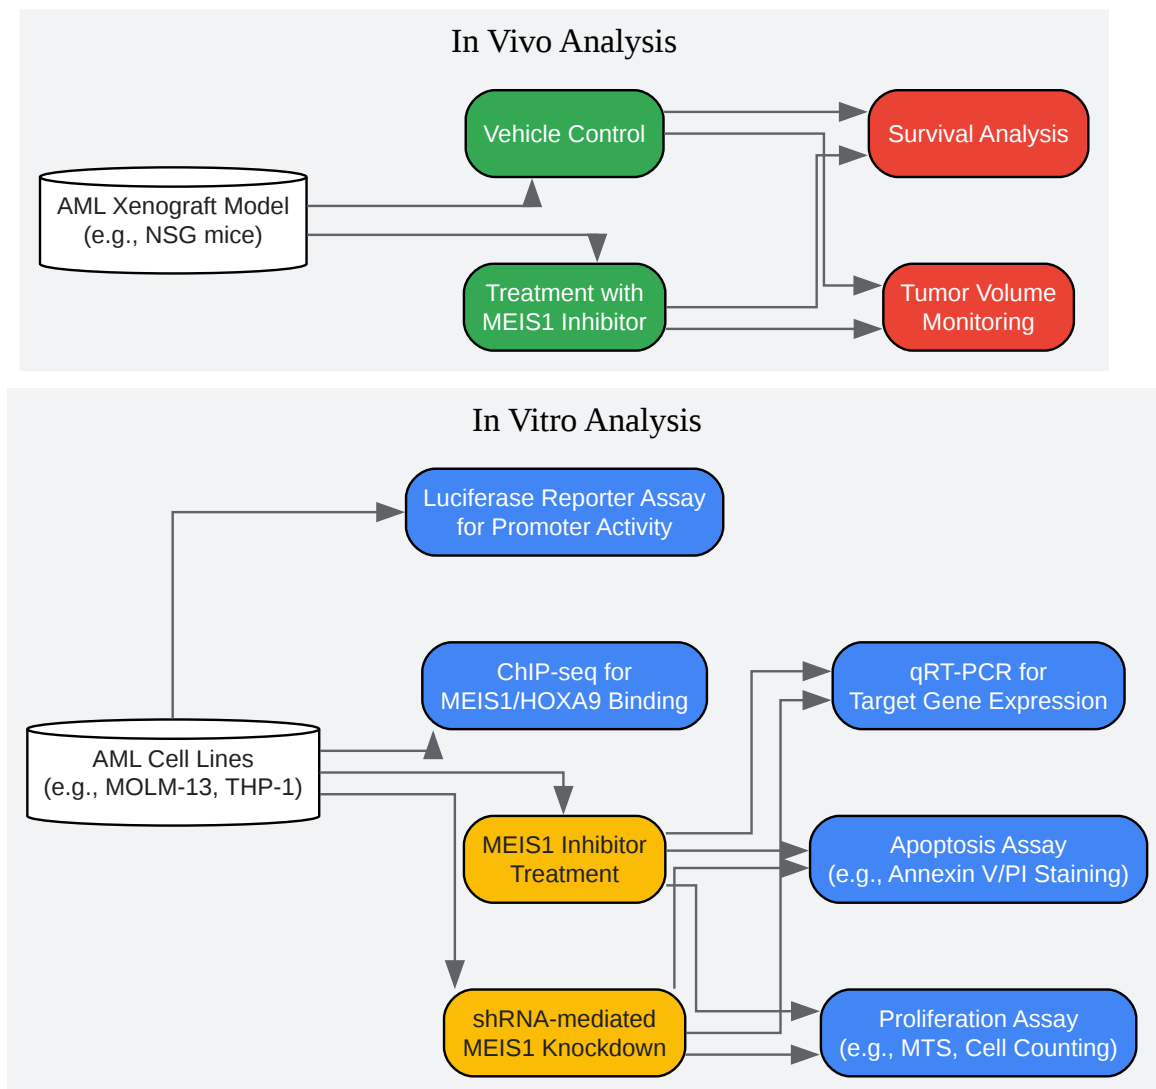 In Vivo Analysis
Vehicle Control
Survival Analysis
AML Xenograft Model
(e.g., NSG mice)
Treatment with
MEIS1 Inhibitor
Tumor Volume
Monitoring
In Vitro Analysis
Luciferase Reporter Assay
for Promoter Activity
ChIP-seq for
MEIS1/HOXA9 Binding
qRT-PCR for
Target Gene Expression
AML Cell Lines
(e.g., MOLM-13, THP-1)
MEIS1 Inhibitor
Treatment
Apoptosis Assay
(e.g., Annexin V/PI Staining)
shRNA-mediated
MEIS1 Knockdown
Proliferation Assay
(e.g., MTS, Cell Counting)